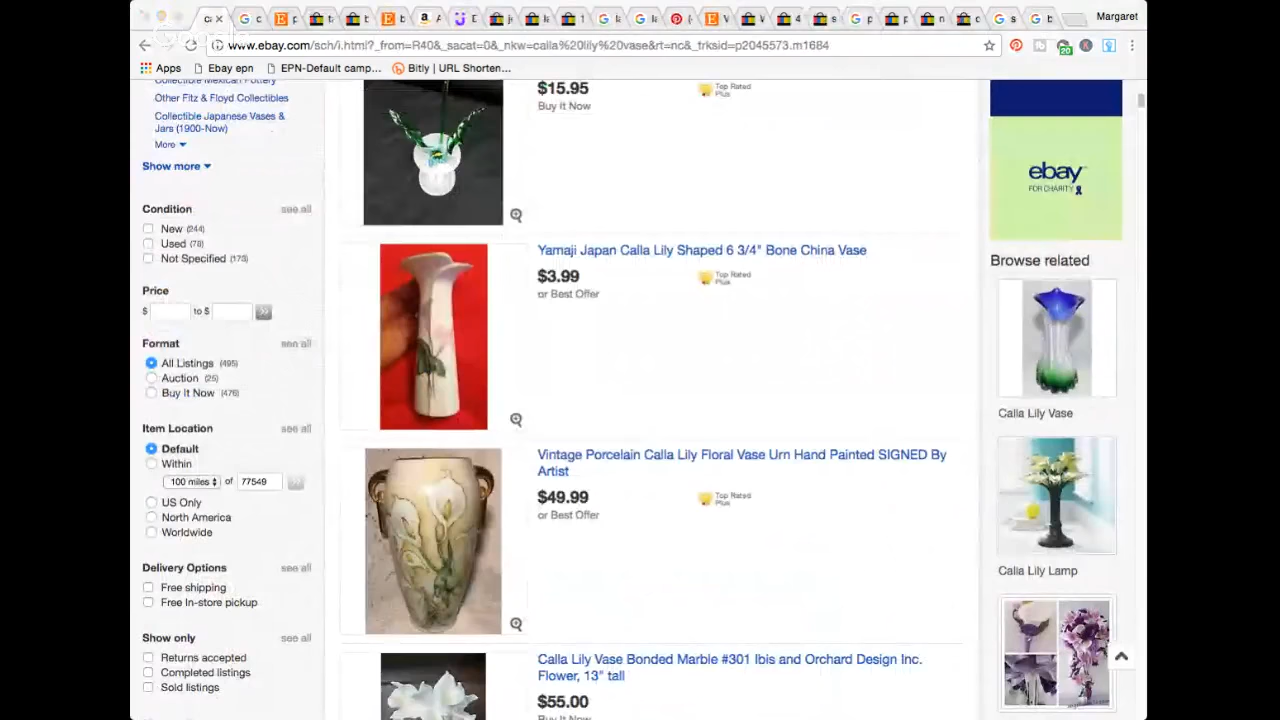 Margaret
www.ebay.com/sch/i.html?_from=R40&_sacat=0&_nkw=calla%20lily%20vase&rt=nc&_trksid=p2045573.m1684
20
Apps
Ebay epn
EPN-Default camp...
Bitly | URL Shorten...
Collectible Mexican Pottery
Other Fitz & Floyd Collectibles
Collectible Japanese Vases &
Jars (1900-Now)
More
Show more
Condition see all
New (244)
Used (78)
Not Specified (173)
Price
$ to $
Format see all
All Listings (495)
Auction (25)
Buy It Now (476)
Item Location see all
Default
Within
100 miles of 77549
US Only
North America
Worldwide
Delivery Options see all
Free shipping
Free In-store pickup
Show only see all
Returns accepted
Completed listings
Sold listings
$15.95
Buy It Now
Top Rated
Plus
Yamaji Japan Calla Lily Shaped 6 3/4" Bone China Vase
$3.99
or Best Offer
Top Rated
Plus
Vintage Porcelain Calla Lily Floral Vase Urn Hand Painted SIGNED By
Artist
$49.99
or Best Offer
Top Rated
Plus
Calla Lily Vase Bonded Marble #301 Ibis and Orchard Design Inc.
Flower, 13" tall
$55.00
Buy It Now
ebay
FOR CHARITY
Browse related
Calla Lily Vase
Calla Lily Lamp